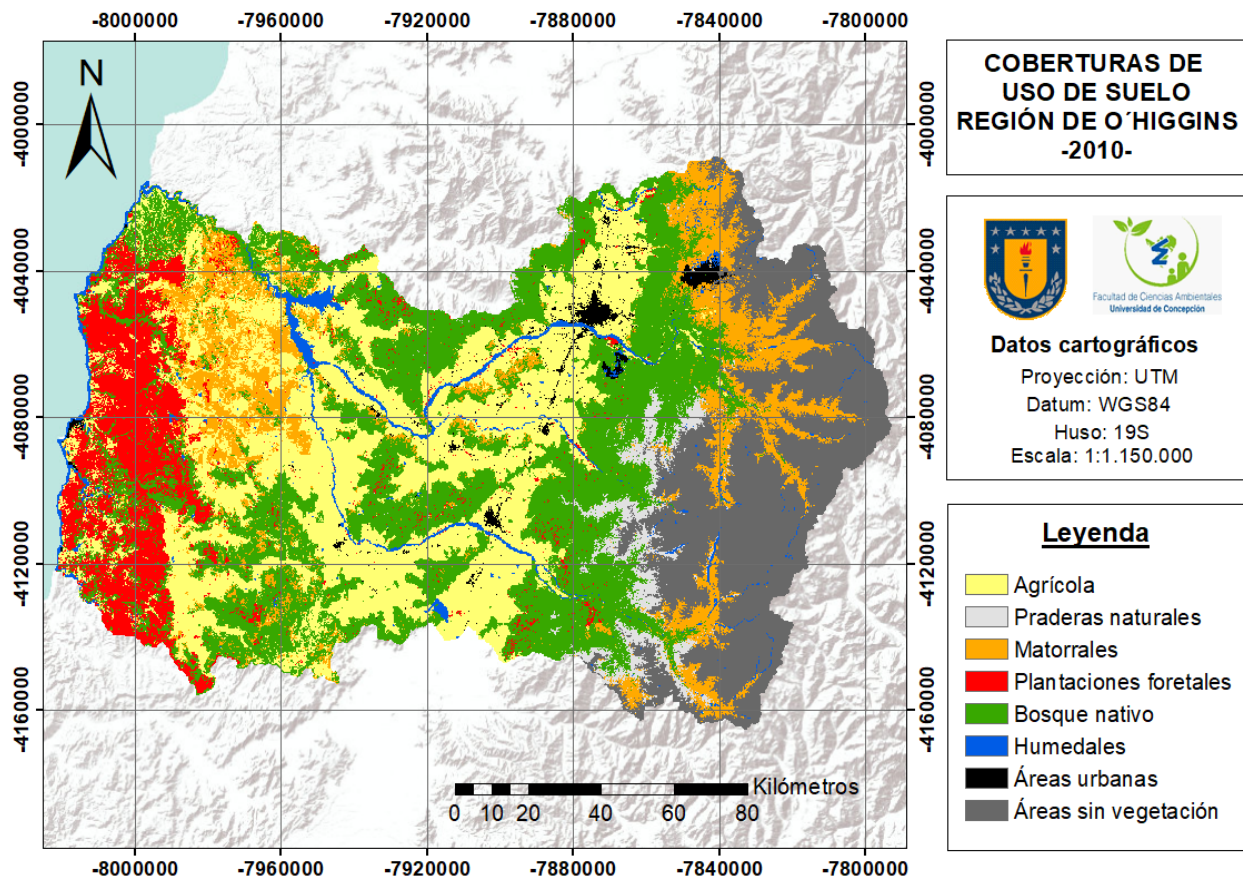 -8000000 -7960000 -7920000 -7880000 -7840000 -7800000
-4000000
-4040000
-4080000
-4120000
-4160000
N
0 10 20 40 60 80
Kilómetros
-4000000
-4040000
-4080000
-4120000
-4160000
-8000000 -7960000 -7920000 -7880000 -7840000 -7800000
COBERTURAS DE
USO DE SUELO
REGIÓN DE O´HIGGINS
-2010-
Facultad de Ciencias Ambientales
Universidad de Concepción
Datos cartográficos
Proyección: UTM
Datum: WGS84
Huso: 19S
Escala: 1:1.150.000
Leyenda
Agrícola
Praderas naturales
Matorrales
Plantaciones foretales
Bosque nativo
Humedales
Áreas urbanas
Áreas sin vegetación